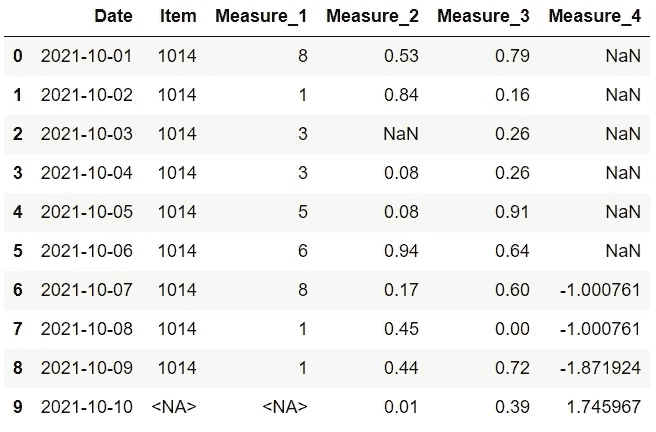 Date Item Measure_1 Measure_2 Measure_3 Measure_4
0 2021-10-01 1014 8 0.53 0.79 NaN
1 2021-10-02 1014 1 0.84 0.16 NaN
2 2021-10-03 1014 3 NaN 0.26 NaN
3 2021-10-04 1014 3 0.08 0.26 NaN
4 2021-10-05 1014 5 0.08 0.91 NaN
5 2021-10-06 1014 6 0.94 0.64 NaN
6 2021-10-07 1014 8 0.17 0.60 -1.000761
7 2021-10-08 1014 1 0.45 0.00 -1.000761
8 2021-10-09 1014 1 0.44 0.72 -1.871924
9 2021-10-10 <NA> <NA> 0.01 0.39 1.745967